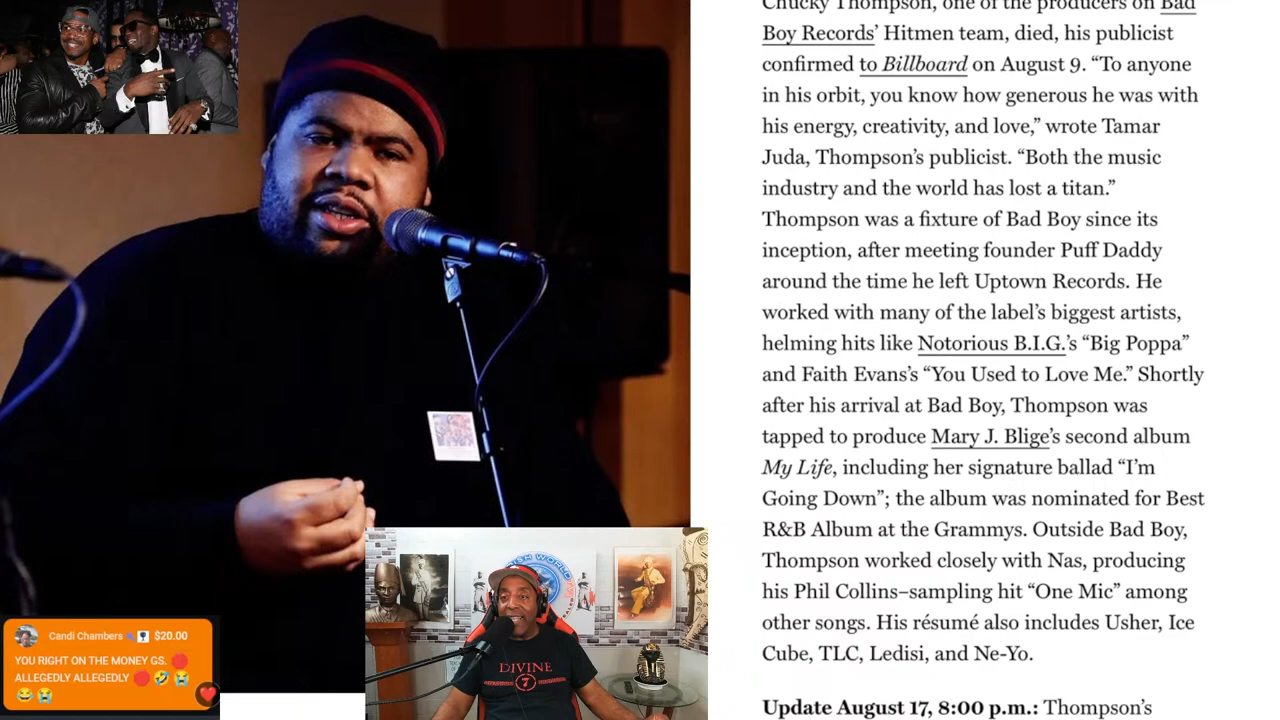 Chucky Thompson, one of the producers on Bad
Boy Records’ Hitmen team, died, his publicist
confirmed to Billboard on August 9. “To anyone
in his orbit, you know how generous he was with
his energy, creativity, and love,” wrote Tamar
Juda, Thompson’s publicist. “Both the music
industry and the world has lost a titan.”
Thompson was a fixture of Bad Boy since its
inception, after meeting founder Puff Daddy
around the time he left Uptown Records. He
worked with many of the label’s biggest artists,
helming hits like Notorious B.I.G.’s “Big Poppa”
and Faith Evans’s “You Used to Love Me.” Shortly
after his arrival at Bad Boy, Thompson was
tapped to produce Mary J. Blige’s second album
My Life, including her signature ballad “I’m
Going Down”; the album was nominated for Best
R&B Album at the Grammys. Outside Bad Boy,
Thompson worked closely with Nas, producing
his Phil Collins–sampling hit “One Mic” among
other songs. His résumé also includes Usher, Ice
Cube, TLC, Ledisi, and Ne-Yo.
Update August 17, 8:00 p.m.: Thompson’s
Candi Chambers $20.00
YOU RIGHT ON THE MONEY GS. 🛑
ALLEGEDLY ALLEGEDLY 🛑 🤣 😭
😂 😭
DIVINE
7